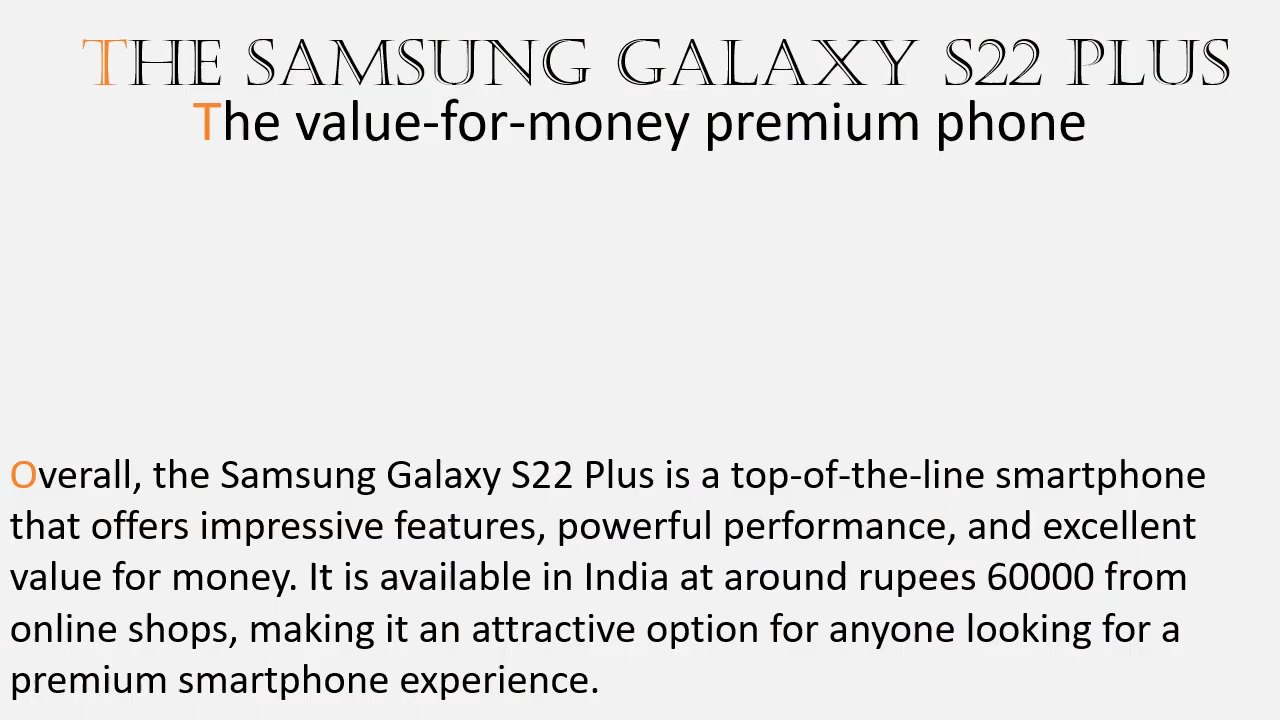 THE SAMSUNG GALAXY S22 PLUS
The value-for-money premium phone
Overall, the Samsung Galaxy S22 Plus is a top-of-the-line smartphone
that offers impressive features, powerful performance, and excellent
value for money. It is available in India at around rupees 60000 from
online shops, making it an attractive option for anyone looking for a
premium smartphone experience.